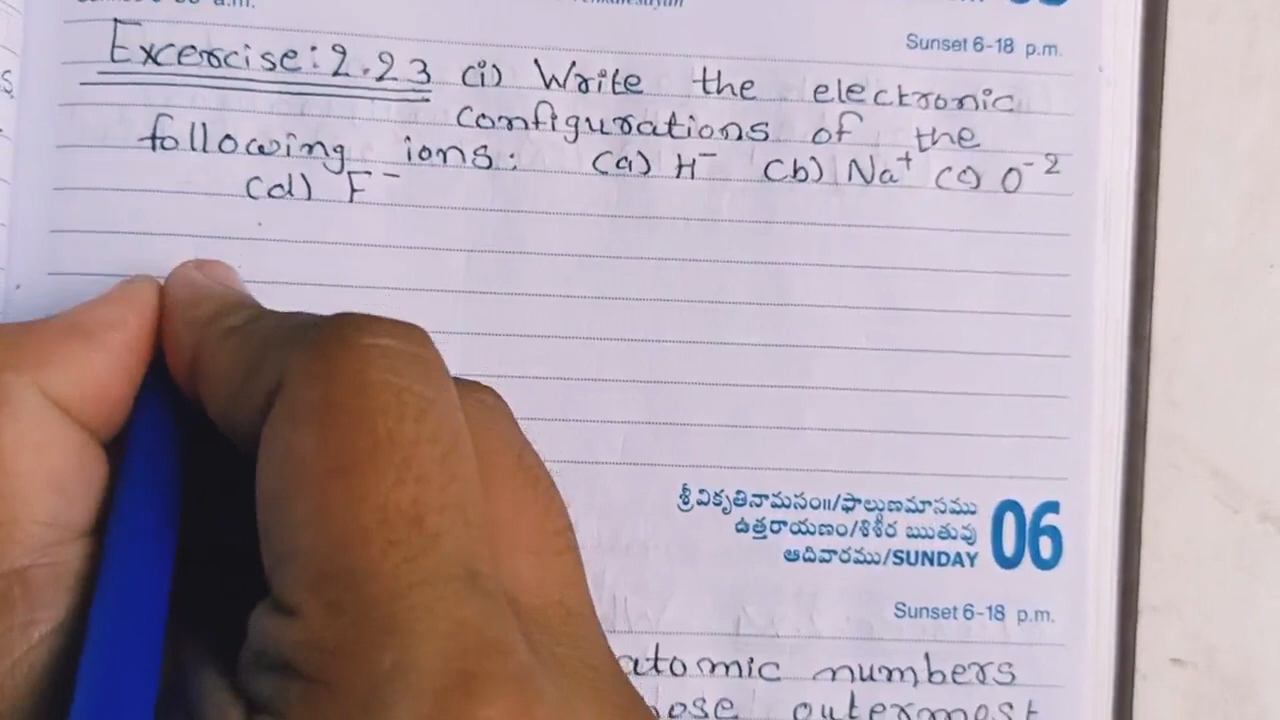 Sunset 6-18 p.m.
Excercise: 2.23 (i) Write the electronic
configurations of the
following ions: (a) H⁻ (b) Na⁺ (c) O⁻²
(d) F⁻
శ్రీ వికృతినామసం॥/ఫాల్గుణమాసము
ఉత్తరాయణం/శిశిర ఋతువు
ఆదివారము/SUNDAY 06
Sunset 6-18 p.m.
atomic numbers
outermost